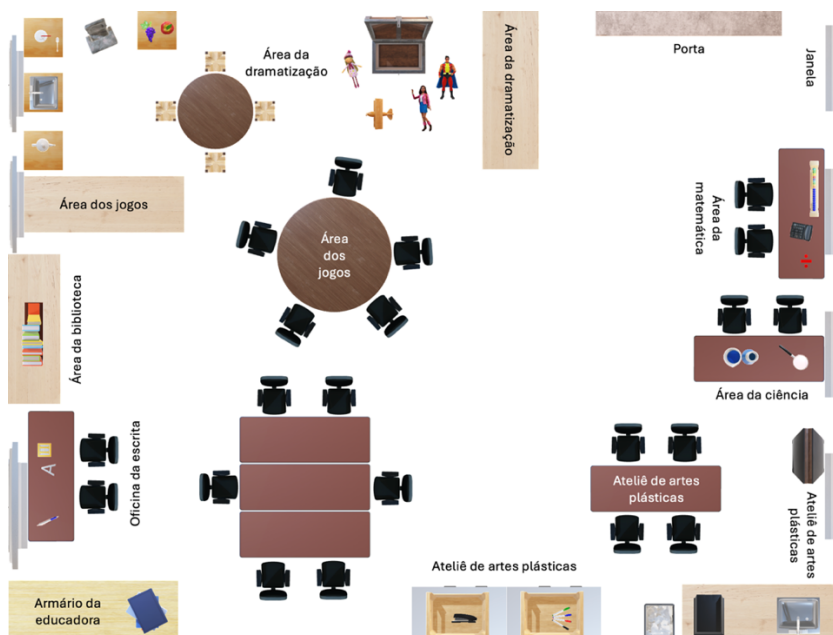 Área da
dramatização
Área da dramatização
Porta
Janela
Área dos jogos
Área da
matemática
Área
dos
jogos
Área da biblioteca
Área da ciência
Oficina da escrita
A
Ateliê de artes
plásticas
Ateliê de artes
plásticas
Ateliê de artes plásticas
Armário da
educadora